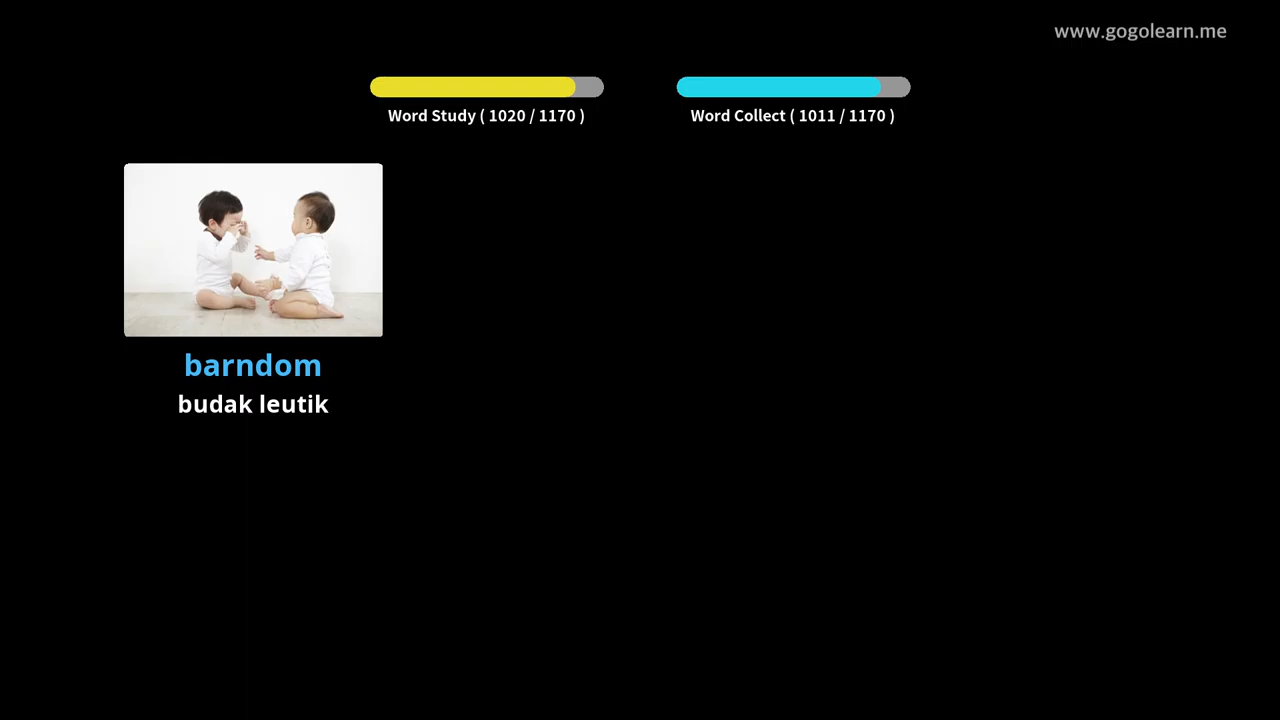 www.gogolearn.me
Word Study ( 1020 / 1170 )
Word Collect ( 1011 / 1170 )
barndom
budak leutik